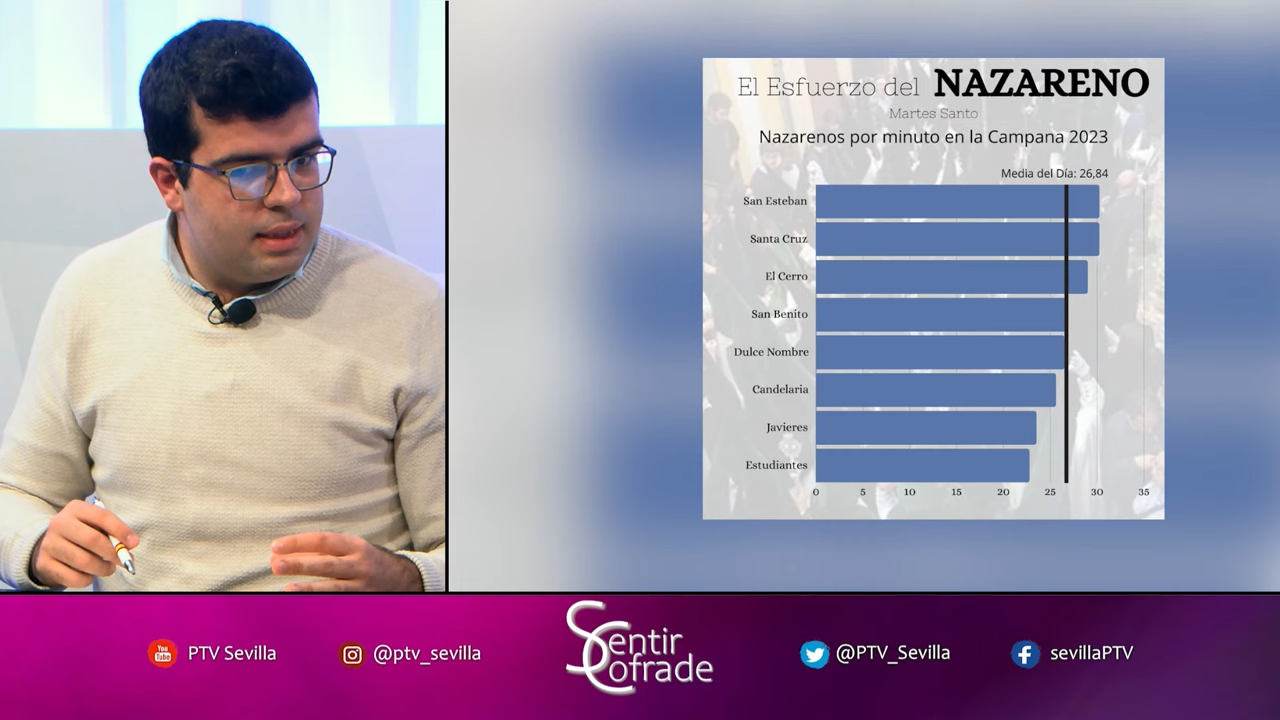 El Esfuerzo del NAZARENO
Martes Santo
Nazarenos por minuto en la Campana 2023
Media del Día: 26,84
San Esteban
Santa Cruz
El Cerro
San Benito
Dulce Nombre
Candelaria
Javieres
Estudiantes
0 5 10 15 20 25 30 35
You Tube PTV Sevilla
@ptv_sevilla
Sentir Cofrade
@PTV_Sevilla
sevillaPTV